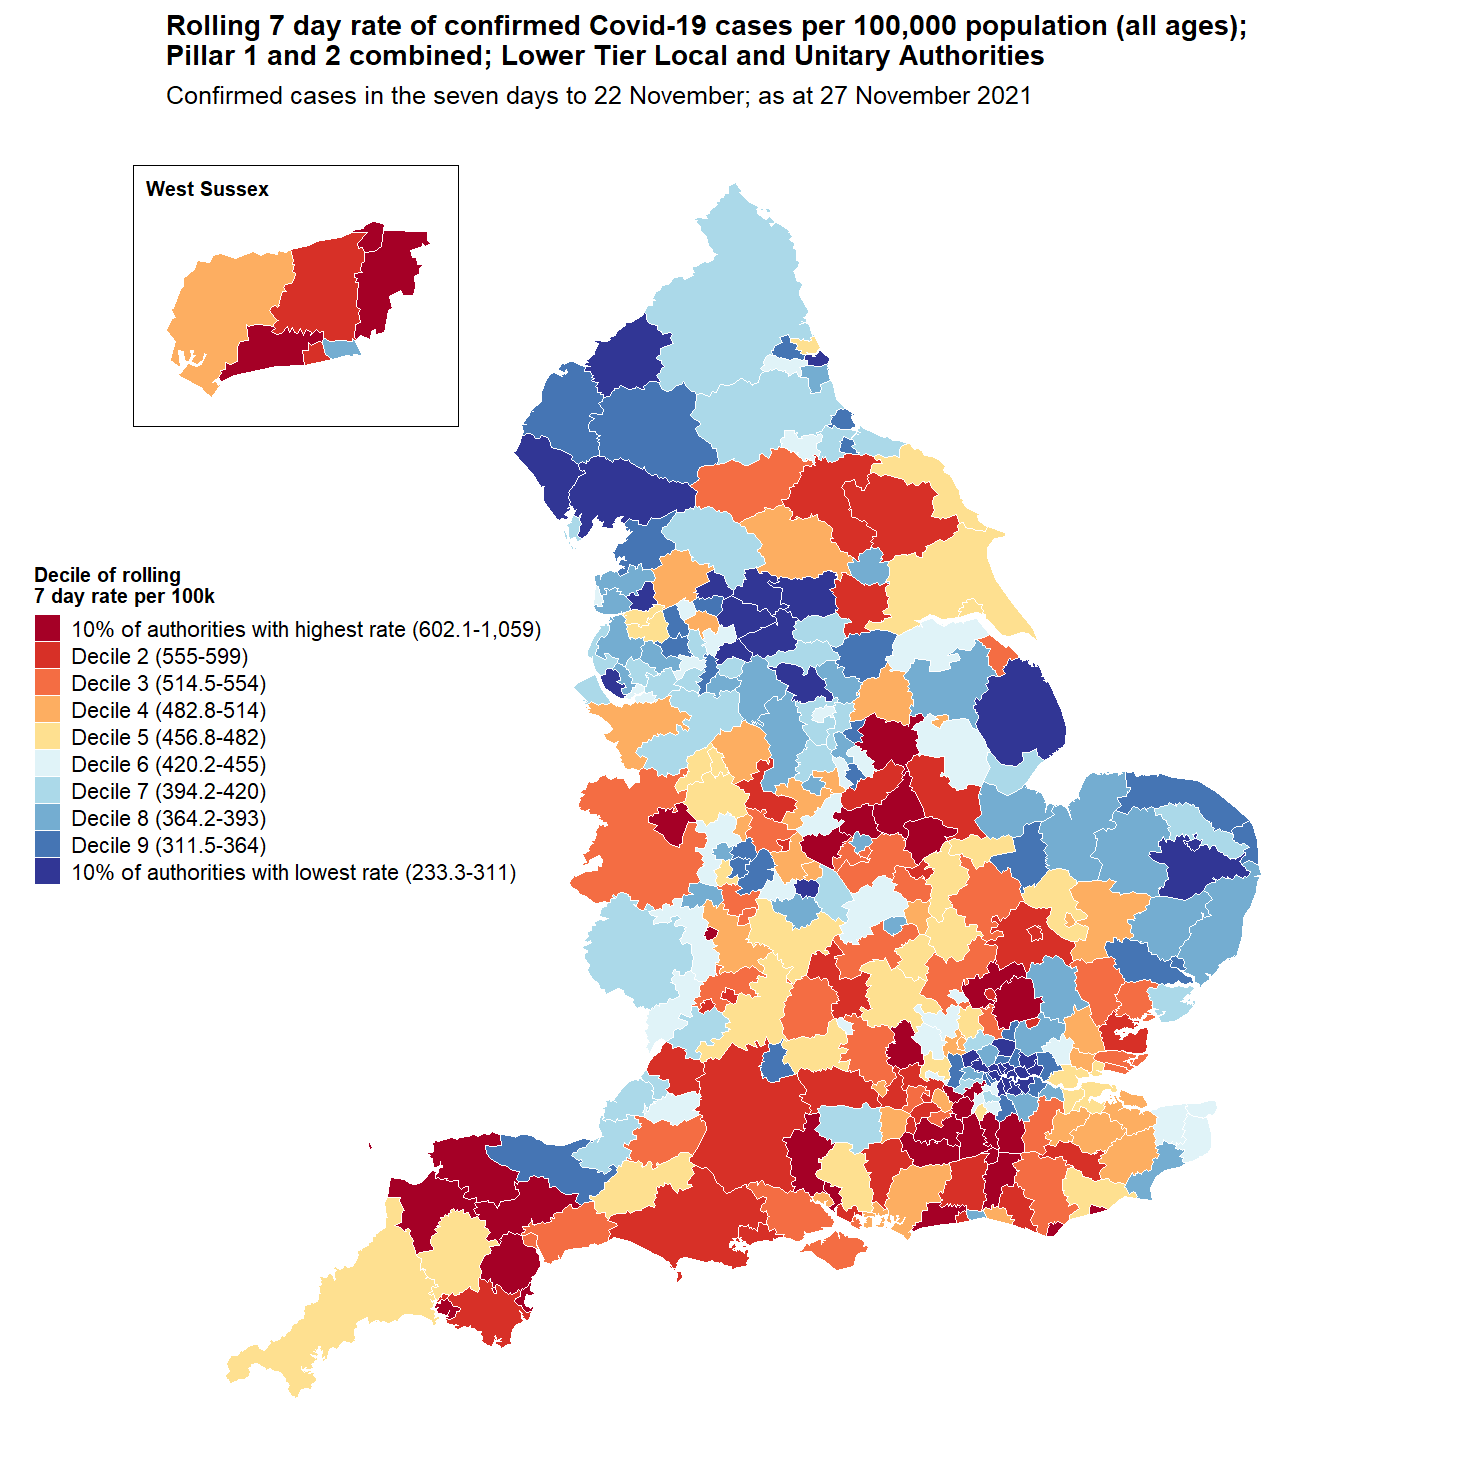 Rolling 7 day rate of confirmed Covid-19 cases per 100,000 population (all ages);
Pillar 1 and 2 combined; Lower Tier Local and Unitary Authorities
Confirmed cases in the seven days to 22 November; as at 27 November 2021
West Sussex
Decile of rolling
7 day rate per 100k
10% of authorities with highest rate (602.1-1,059)
Decile 2 (555-599)
Decile 3 (514.5-554)
Decile 4 (482.8-514)
Decile 5 (456.8-482)
Decile 6 (420.2-455)
Decile 7 (394.2-420)
Decile 8 (364.2-393)
Decile 9 (311.5-364)
10% of authorities with lowest rate (233.3-311)